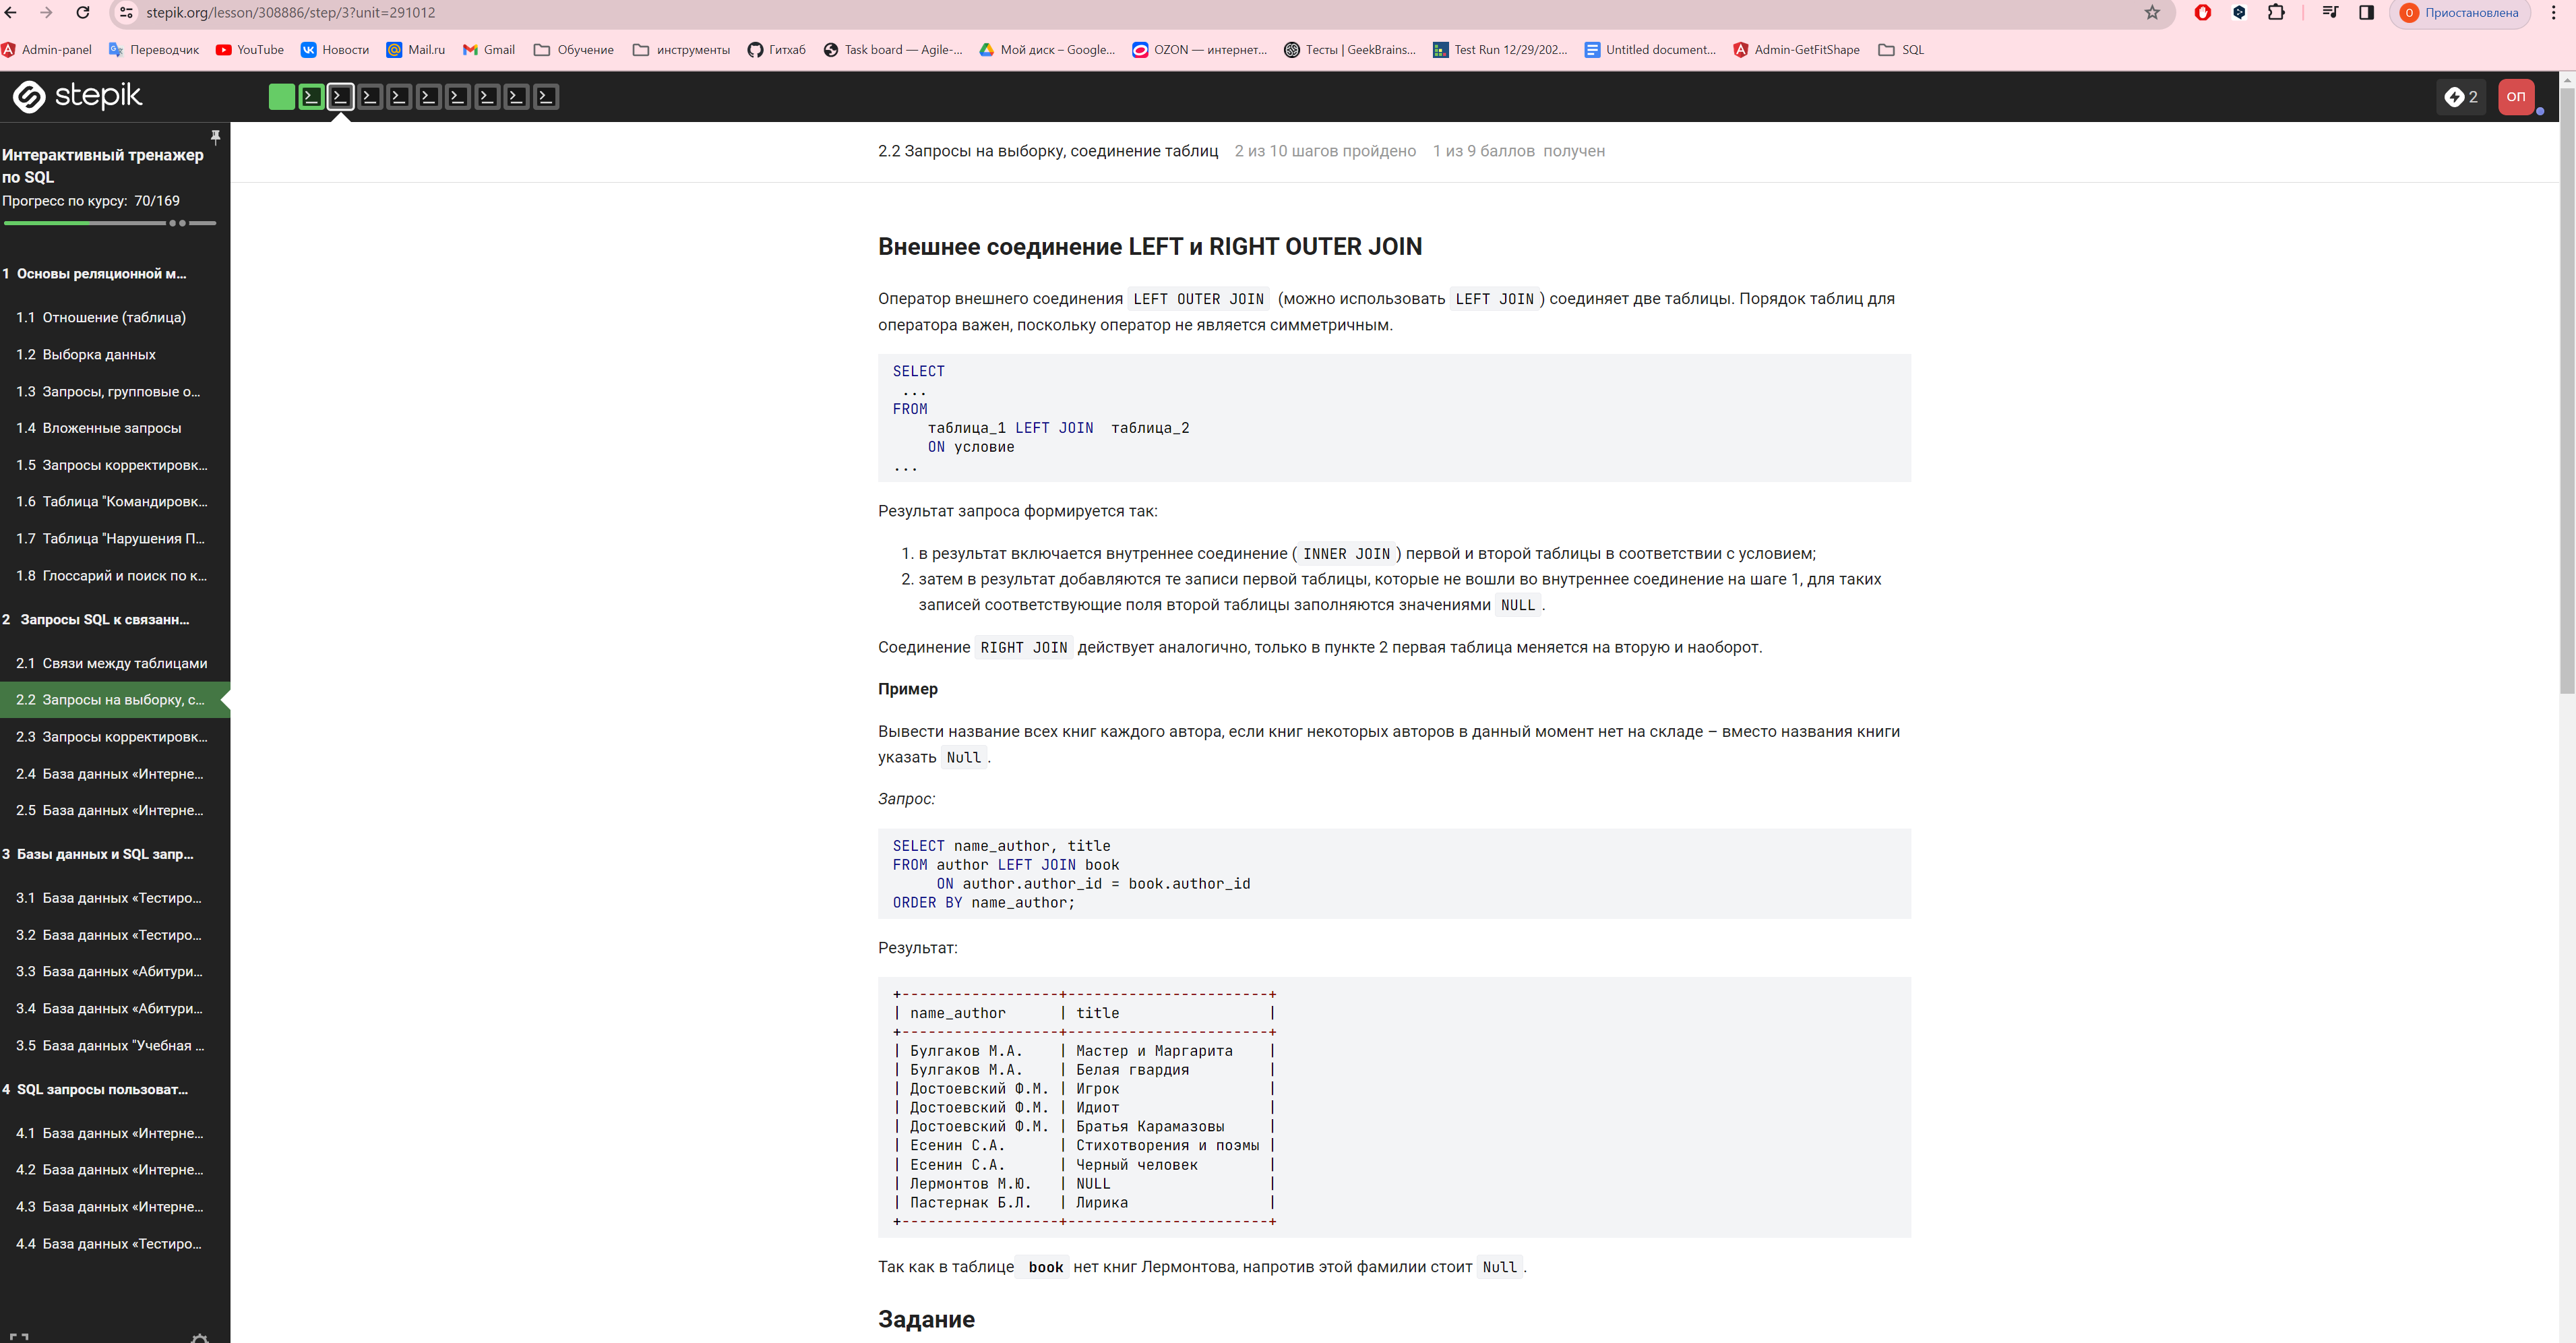 stepik.org/lesson/308886/step/3?unit=291012
Приостановлена
Admin-panel Переводчик YouTube Новости Mail.ru Gmail Обучение инструменты Гитхаб Task board — Agile-... Мой диск – Google... OZON — интернет... Тесты | GeekBrains... Test Run 12/29/202... Untitled document... Admin-GetFitShape SQL
stepik
2
ОП
Интерактивный тренажер
по SQL
Прогресс по курсу: 70/169
1 Основы реляционной м...
1.1 Отношение (таблица)
1.2 Выборка данных
1.3 Запросы, групповые о...
1.4 Вложенные запросы
1.5 Запросы корректировк...
1.6 Таблица "Командировк...
1.7 Таблица "Нарушения П...
1.8 Глоссарий и поиск по к...
2 Запросы SQL к связанн...
2.1 Связи между таблицами
2.2 Запросы на выборку, с...
2.3 Запросы корректировк...
2.4 База данных «Интерне...
2.5 База данных «Интерне...
3 Базы данных и SQL запр...
3.1 База данных «Тестиро...
3.2 База данных «Тестиро...
3.3 База данных «Абитури...
3.4 База данных «Абитури...
3.5 База данных "Учебная ...
4 SQL запросы пользоват...
4.1 База данных «Интерне...
4.2 База данных «Интерне...
4.3 База данных «Интерне...
4.4 База данных «Тестиро...
2.2 Запросы на выборку, соединение таблиц 2 из 10 шагов пройдено 1 из 9 баллов получен
Внешнее соединение LEFT и RIGHT OUTER JOIN
Оператор внешнего соединения LEFT OUTER JOIN (можно использовать LEFT JOIN) соединяет две таблицы. Порядок таблиц для
оператора важен, поскольку оператор не является симметричным.
SELECT
...
FROM
таблица_1 LEFT JOIN таблица_2
ON условие
...
Результат запроса формируется так:
1. в результат включается внутреннее соединение ( INNER JOIN ) первой и второй таблицы в соответствии с условием;
2. затем в результат добавляются те записи первой таблицы, которые не вошли во внутреннее соединение на шаге 1, для таких
записей соответствующие поля второй таблицы заполняются значениями NULL .
Соединение RIGHT JOIN действует аналогично, только в пункте 2 первая таблица меняется на вторую и наоборот.
Пример
Вывести название всех книг каждого автора, если книг некоторых авторов в данный момент нет на складе – вместо названия книги
указать Null .
Запрос:
SELECT name_author, title
FROM author LEFT JOIN book
ON author.author_id = book.author_id
ORDER BY name_author;
Результат:
+------------------+-----------------------+
| name_author | title |
+------------------+-----------------------+
| Булгаков М.А. | Мастер и Маргарита |
| Булгаков М.А. | Белая гвардия |
| Достоевский Ф.М. | Игрок |
| Достоевский Ф.М. | Идиот |
| Достоевский Ф.М. | Братья Карамазовы |
| Есенин С.А. | Стихотворения и поэмы |
| Есенин С.А. | Черный человек |
| Лермонтов М.Ю. | NULL |
| Пастернак Б.Л. | Лирика |
+------------------+-----------------------+
Так как в таблице book нет книг Лермонтова, напротив этой фамилии стоит Null .
Задание